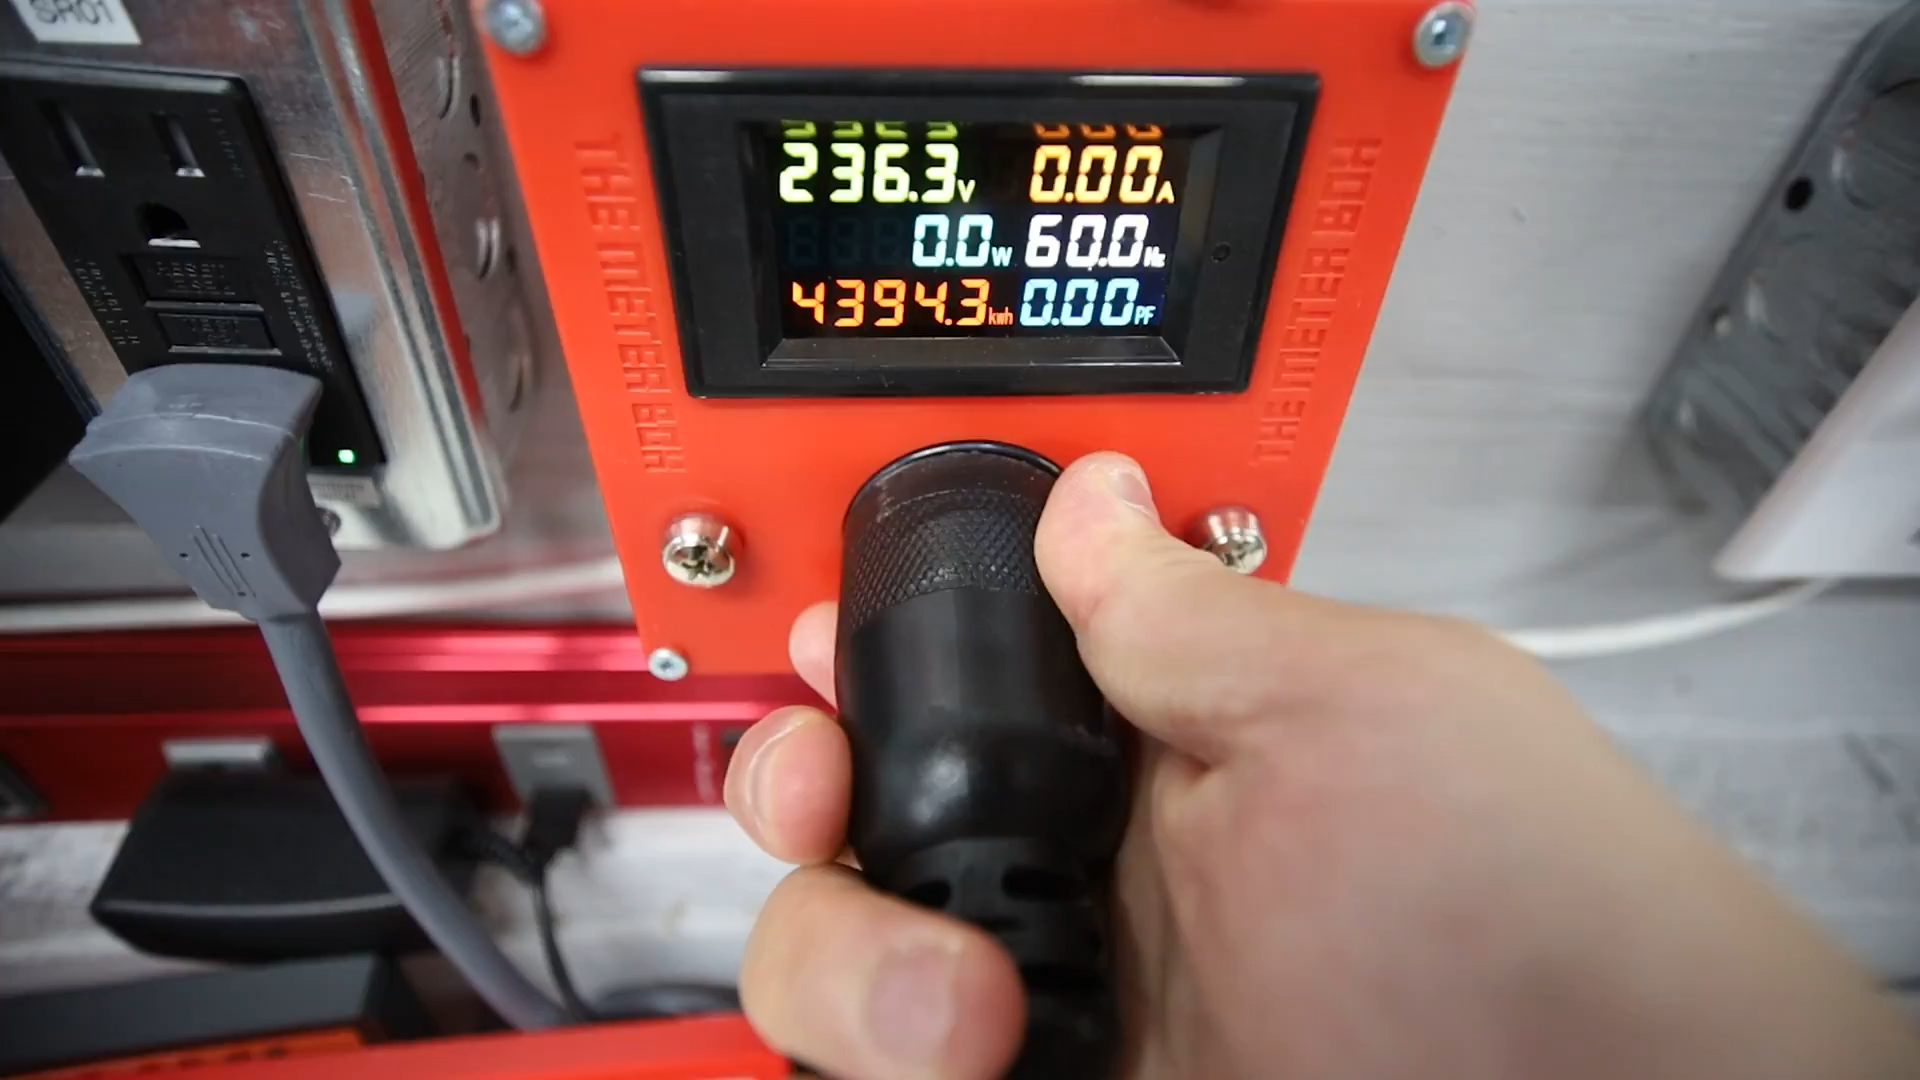 SR01
THE METER BOX
236.3V 0.00A
0.0W 60.0Hz
4394.3kwh 0.00PF
THE METER BOX